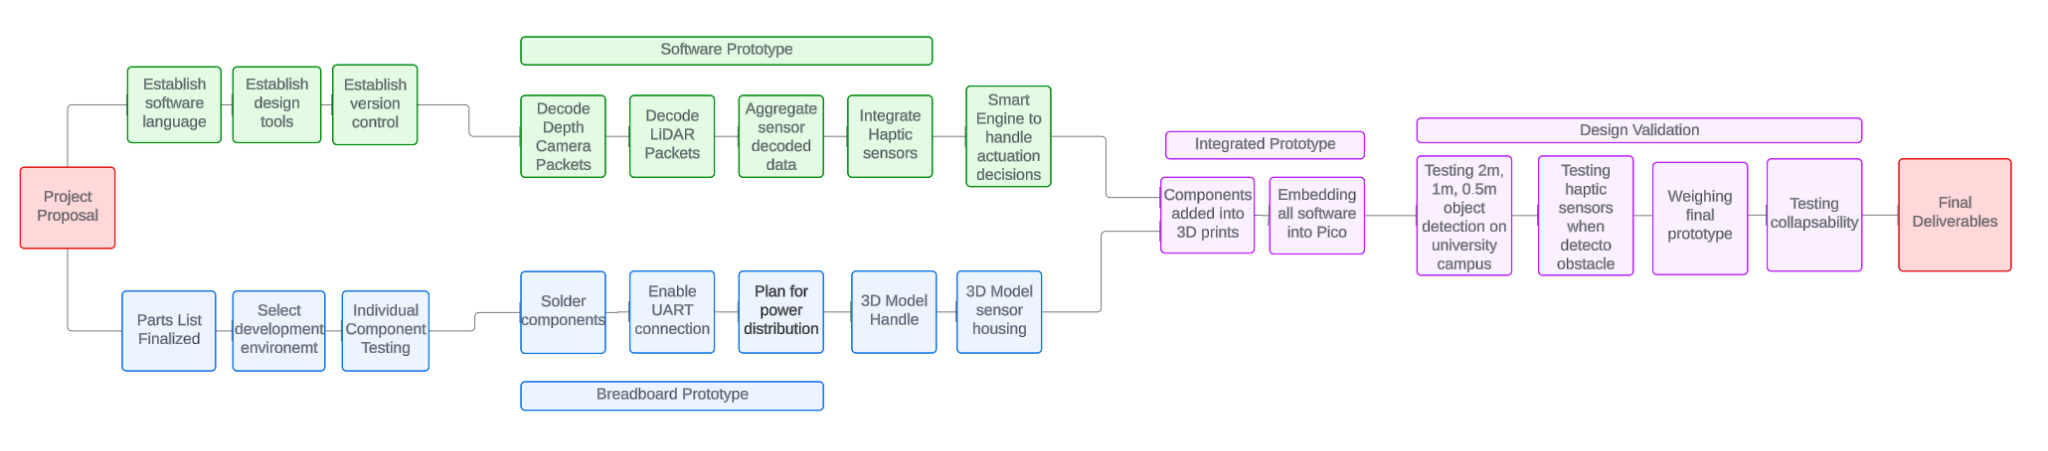 Software Prototype
Establish
software
language
Establish
design
tools
Establish
version
control
Decode
Depth
Camera
Packets
Decode
LiDAR
Packets
Aggregate
sensor
decoded
data
Integrate
Haptic
sensors
Smart
Engine to
handle
actuation
decisions
Project
Proposal
Parts List
Finalized
Select
development
environemt
Individual
Component
Testing
Solder
components
Enable
UART
connection
Plan for
power
distribution
3D Model
Handle
3D Model
sensor
housing
Breadboard Prototype
Integrated Prototype
Components
added into
3D prints
Embedding
all software
into Pico
Design Validation
Testing 2m,
1m, 0.5m
object
detection on
university
campus
Testing
haptic
sensors
when
detecto
obstacle
Weighing
final
prototype
Testing
collapsability
Final
Deliverables